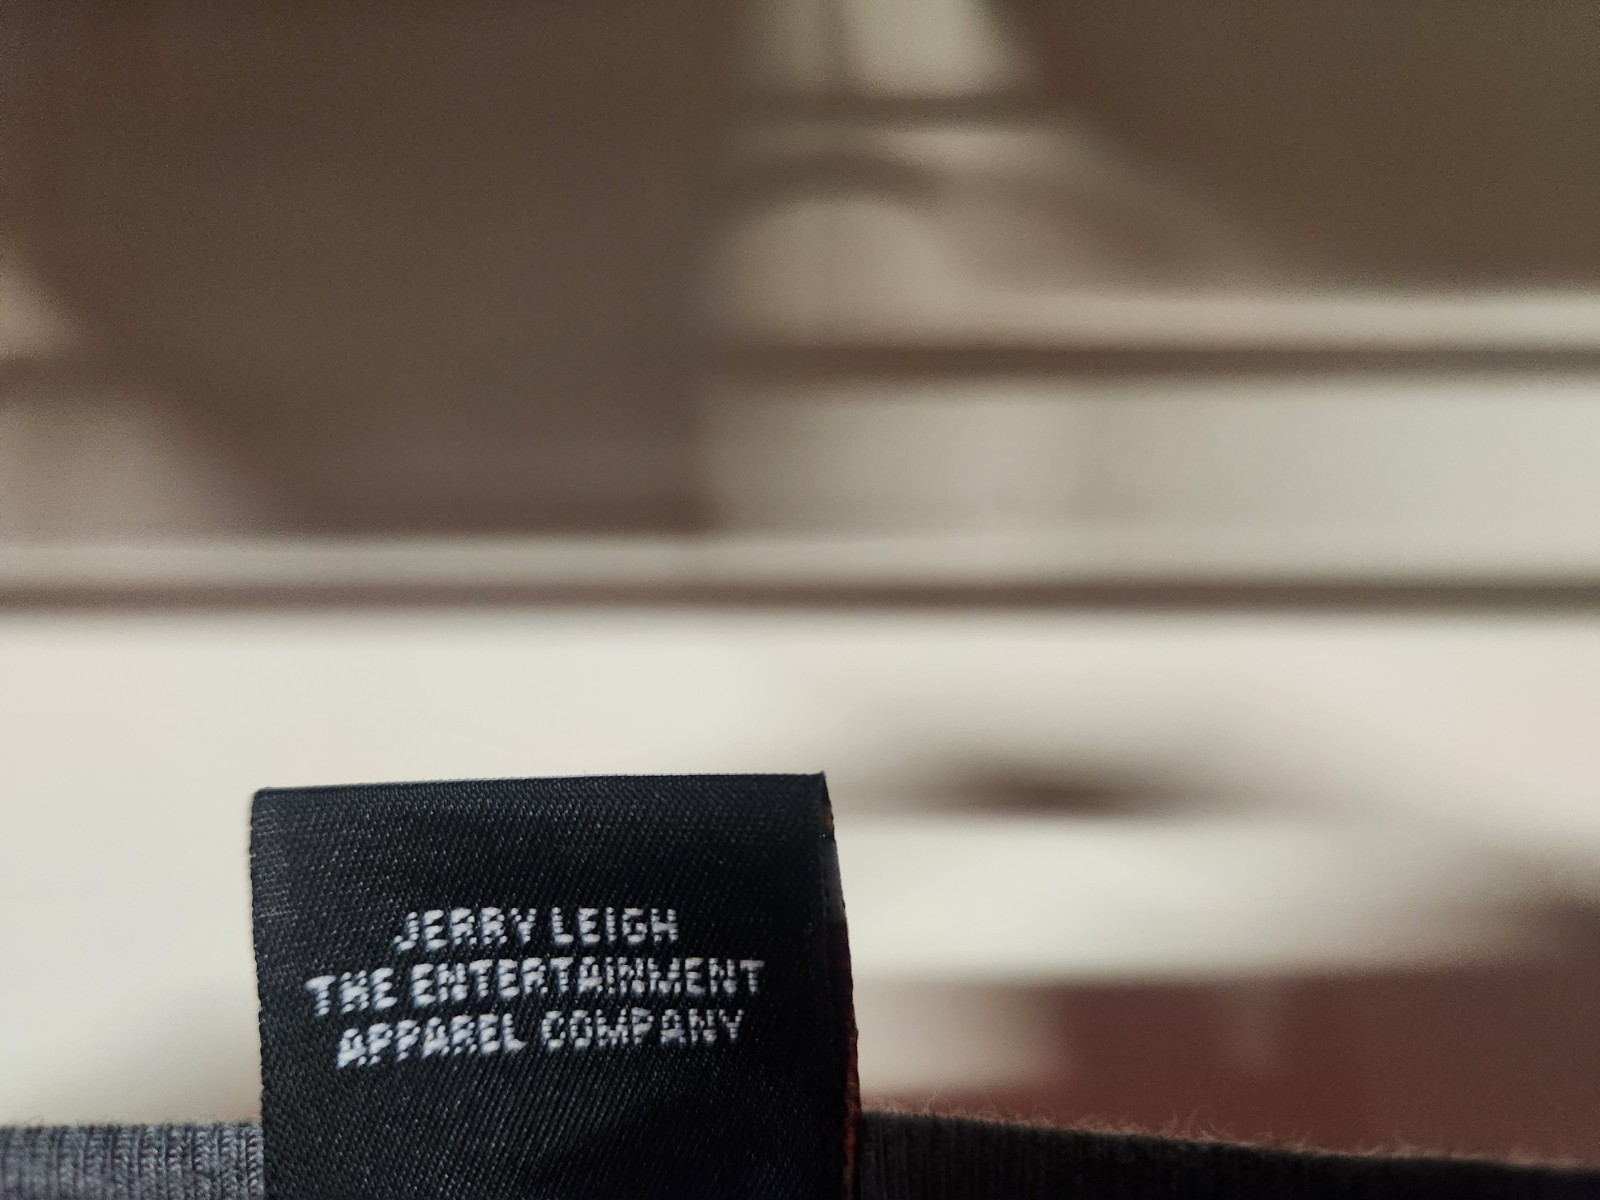 JERRY LEIGH
THE ENTERTAINMENT
APPAREL COMPANY